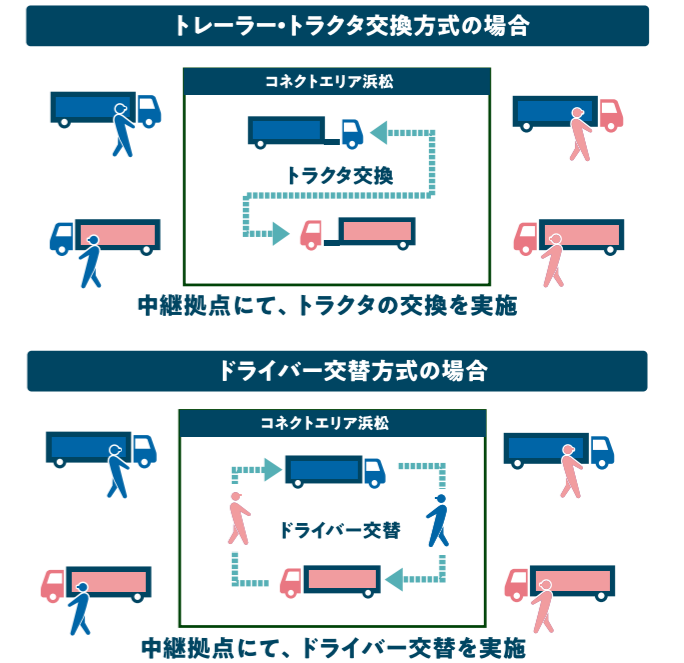 トレーラー・トラクタ交換方式の場合
コネクトエリア浜松
トラクタ交換
中継拠点にて、トラクタの交換を実施
ドライバー交替方式の場合
コネクトエリア浜松
ドライバー交替
中継拠点にて、ドライバー交替を実施